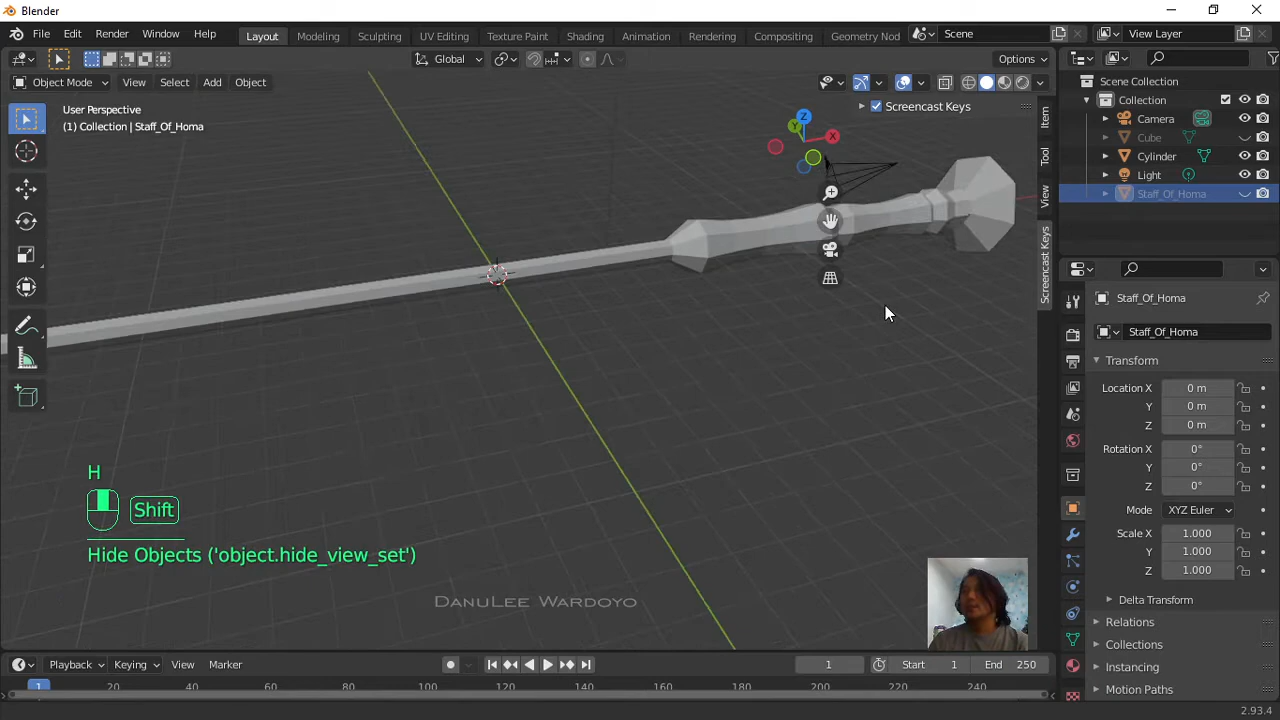 Blender
File Edit Render Window Help Layout Modeling Sculpting UV Editing Texture Paint Shading Animation Rendering Compositing Geometry Nod Scene View Layer
Global Options
Object Mode View Select Add Object
User Perspective
(1) Collection | Staff_Of_Homa
Screencast Keys
Z
Y
X
Item
Tool
View
Screencast Keys
H
Shift
Hide Objects ('object.hide_view_set')
DanuLee Wardoyo
Scene Collection
Collection
Camera
Cube
Cylinder
Light
Staff_Of_Homa
Staff_Of_Homa
Staff_Of_Homa
Transform
Location X 0 m
Y 0 m
Z 0 m
Rotation X 0°
Y 0°
Z 0°
Mode XYZ Euler
Scale X 1.000
Y 1.000
Z 1.000
Delta Transform
Relations
Collections
Instancing
Motion Paths
Playback Keying View Marker 1 Start 1 End 250
1 20 40 60 80 100 120 140 160 180 200 220 240
2.93.4